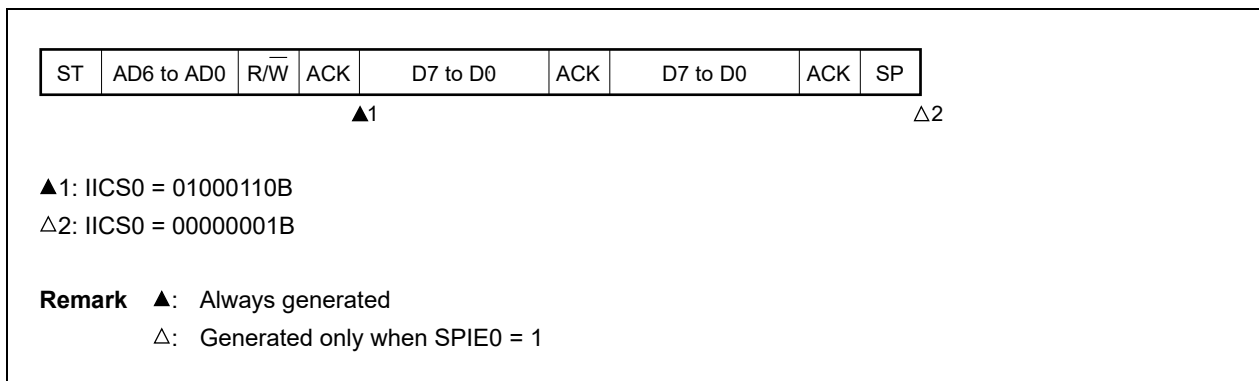 ST AD6 to AD0 R/W̅ ACK D7 to D0 ACK D7 to D0 ACK SP
▲1 △2
▲1: IICS0 = 01000110B
△2: IICS0 = 00000001B
Remark ▲: Always generated
△: Generated only when SPIE0 = 1